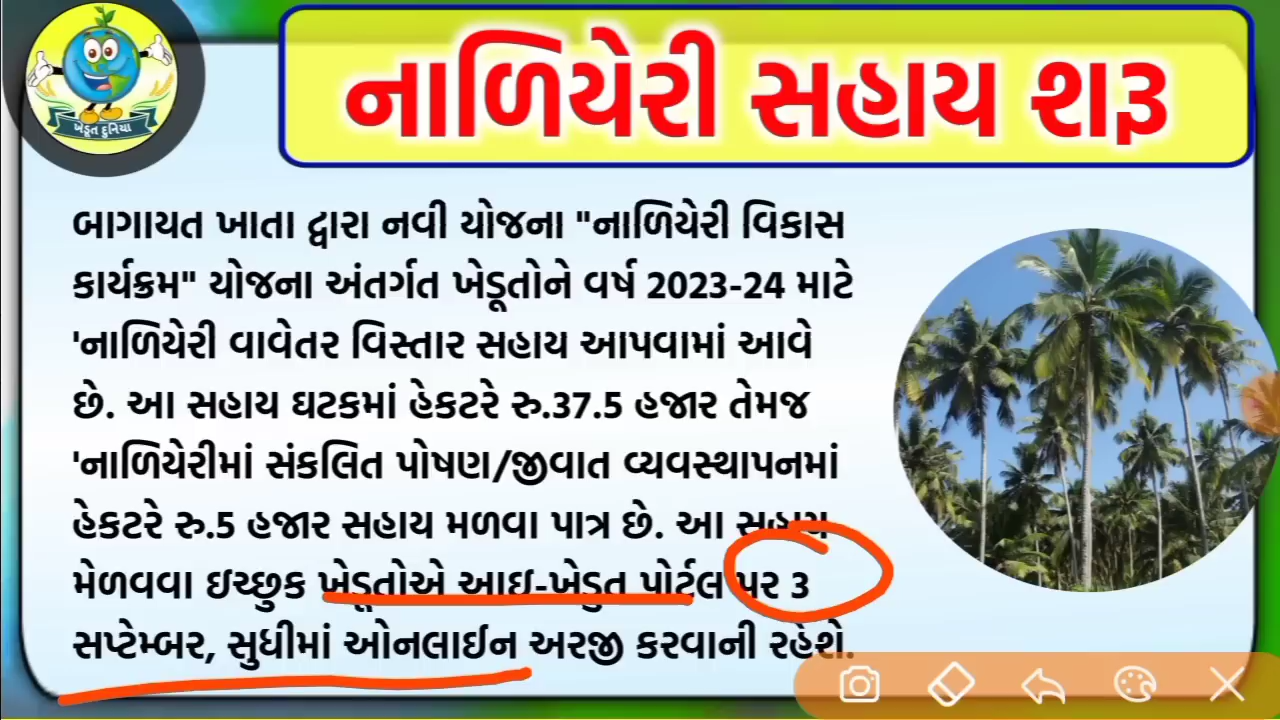 ખેડૂત દુનિયા
નાળિયેરી સહાય શરૂ
બાગાયત ખાતા દ્વારા નવી યોજના "નાળિયેરી વિકાસ
કાર્યક્રમ" યોજના અંતર્ગત ખેડૂતોને વર્ષ 2023-24 માટે
'નાળિયેરી વાવેતર વિસ્તાર સહાય આપવામાં આવે
છે. આ સહાય ઘટકમાં હેકટરે રુ.37.5 હજાર તેમજ
'નાળિયેરીમાં સંકલિત પોષણ/જીવાત વ્યવસ્થાપનમાં
હેકટરે રુ.5 હજાર સહાય મળવા પાત્ર છે. આ સહાય
મેળવવા ઇચ્છુક ખેડૂતોએ આઇ-ખેડુત પોર્ટલ પર 3
સપ્ટેમ્બર, સુધીમાં ઓનલાઈન અરજી કરવાની રહેશે.